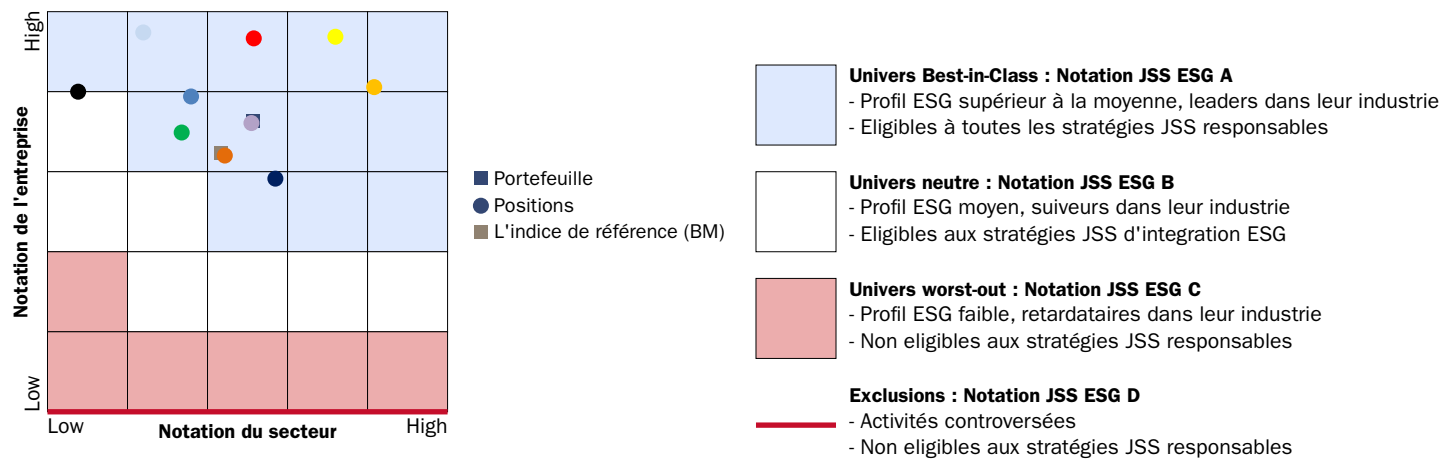 High
Notation de l'entreprise
Low
Low
Notation du secteur
High
Portefeuille
Positions
L'indice de référence (BM)
Univers Best-in-Class : Notation JSS ESG A
- Profil ESG supérieur à la moyenne, leaders dans leur industrie
- Eligibles à toutes les stratégies JSS responsables
Univers neutre : Notation JSS ESG B
- Profil ESG moyen, suiveurs dans leur industrie
- Eligibles aux stratégies JSS d'integration ESG
Univers worst-out : Notation JSS ESG C
- Profil ESG faible, retardataires dans leur industrie
- Non eligibles aux stratégies JSS responsables
Exclusions : Notation JSS ESG D
- Activités controversées
- Non eligibles aux stratégies JSS responsables